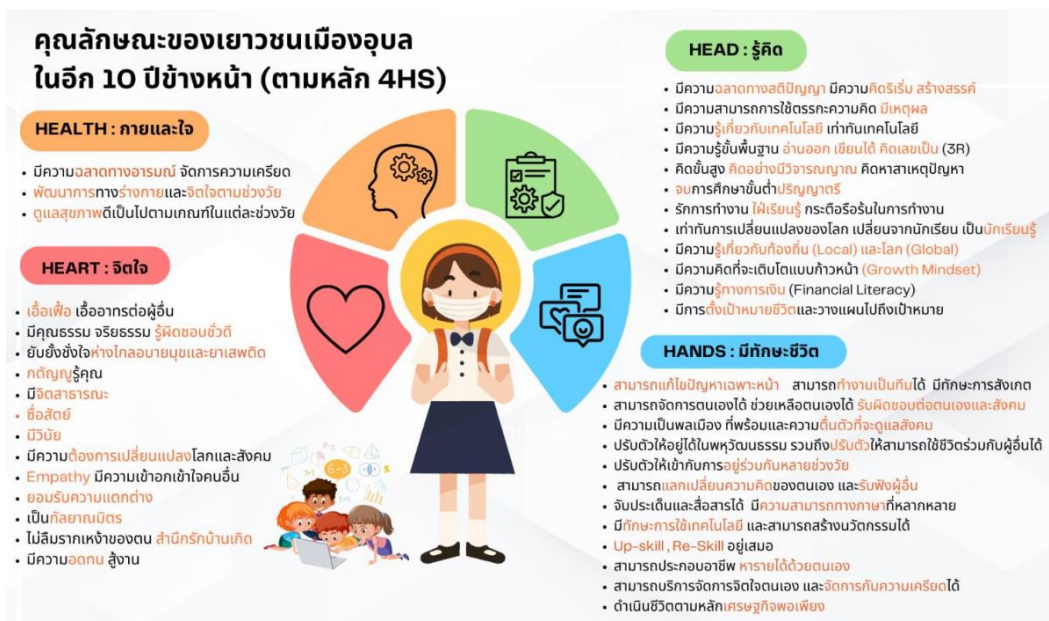 คุณลักษณะของเยาวชนเมืองอุบล
ในอีก 10 ปีข้างหน้า (ตามหลัก 4HS)
HEALTH : กายและใจ
• มีความฉลาดทางอารมณ์ จัดการความเครียด
• พัฒนาการทางร่างกายและจิตใจตามช่วงวัย
• ดูแลสุขภาพดีเป็นไปตามเกณฑ์ในแต่ละช่วงวัย
HEART : จิตใจ
• เอื้อเฟื้อ เอื้ออาทรต่อผู้อื่น
• มีคุณธรรม จริยธรรม รู้ผิดชอบชั่วดี
• ยับยั้งชั่งใจห่างไกลอบายมุขและยาเสพติด
• กตัญญูรู้คุณ
• มีจิตสาธารณะ
• ซื่อสัตย์
• มีวินัย
• มีความต้องการเปลี่ยนแปลงโลกและสังคม
• Empathy มีความเข้าอกเข้าใจคนอื่น
• ยอมรับความแตกต่าง
• เป็นกัลยาณมิตร
• ไม่ลืมรากเหง้าของตน สำนึกรักบ้านเกิด
• มีความอดทน สู้งาน
HEAD : รู้คิด
• มีความฉลาดทางสติปัญญา มีความคิดริเริ่ม สร้างสรรค์
• มีความสามารถการใช้ตรรกะความคิด มีเหตุผล
• มีความรู้เกี่ยวกับเทคโนโลยี เท่าทันเทคโนโลยี
• มีความรู้ขั้นพื้นฐาน อ่านออก เขียนได้ คิดเลขเป็น (3R)
• คิดขั้นสูง คิดอย่างมีวิจารณญาณ คิดหาสาเหตุปัญหา
• จบการศึกษาขั้นต่ำปริญญาตรี
• รักการทำงาน ใฝ่เรียนรู้ กระตือรือร้นในการทำงาน
• เท่าทันการเปลี่ยนแปลงของโลก เปลี่ยนจากนักเรียน เป็นนักเรียนรู้
• มีความรู้เกี่ยวกับท้องถิ่น (Local) และโลก (Global)
• มีความคิดที่จะเติบโตแบบก้าวหน้า (Growth Mindset)
• มีความรู้ทางการเงิน (Financial Literacy)
• มีการตั้งเป้าหมายชีวิตและวางแผนไปถึงเป้าหมาย
HANDS : มีทักษะชีวิต
• สามารถแก้ไขปัญหาเฉพาะหน้า สามารถทำงานเป็นทีมได้ มีทักษะการสังเกต
• สามารถจัดการตนเองได้ ช่วยเหลือตนเองได้ รับผิดชอบต่อตนเองและสังคม
• มีความเป็นพลเมือง ที่พร้อมและความตื่นตัวที่จะดูแลสังคม
• ปรับตัวให้อยู่ได้ในพหุวัฒนธรรม รวมถึงปรับตัวให้สามารถใช้ชีวิตร่วมกับผู้อื่นได้
• ปรับตัวให้เข้ากับการอยู่ร่วมกันหลายช่วงวัย
• สามารถแลกเปลี่ยนความคิดของตนเอง และรับฟังผู้อื่น
• จับประเด็นและสื่อสารได้ มีความสามารถทางภาษาที่หลากหลาย
• มีทักษะการใช้เทคโนโลยี และสามารถสร้างนวัตกรรมได้
• Up-skill , Re-Skill อยู่เสมอ
• สามารถประกอบอาชีพ หารายได้ด้วยตนเอง
• สามารถบริการจัดการจิตใจตนเอง และจัดการกับความเครียดได้
• ดำเนินชีวิตตามหลักเศรษฐกิจพอเพียง